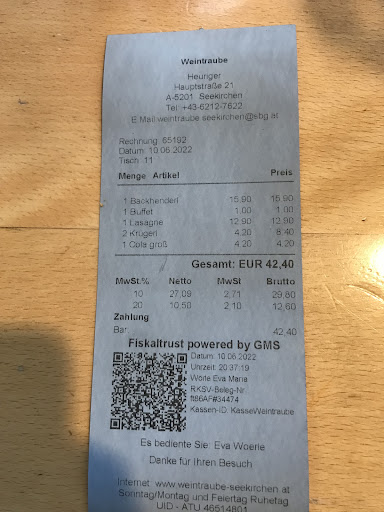 Weintraube
Heuriger
Hauptstraße 21
A-5201 Seekirchen
Tel: +43-6212-7622
E Mail:weintraube.seekirchen@sbg.at
Rechnung 65192
Datum: 10.06.2022
Tisch 11
Menge Artikel Preis
1 Backhenderl 15,90 15,90
1 Buffet 1,00 1,00
1 Lasagne 12,90 12,90
2 Krügerl 4,20 8,40
1 Cola groß 4,20 4,20
Gesamt: EUR 42,40
MwSt.% Netto MwSt Brutto
10 27,09 2,71 29,80
20 10,50 2,10 12,60
Zahlung
Bar 42,40
Fiskaltrust powered by GMS
Datum: 10.06.2022
Uhrzeit: 20:37:19
Wörle Eva Maria
RKSV-Beleg-Nr
ft86AF#34474
Kassen-ID: KasseWeintraube
Es bediente Sie: Eva Woerle
Danke für Ihren Besuch
Internet: www.weintraube-seekirchen.at
Sonntag/Montag und Feiertag Ruhetag
UID - ATU 46514801